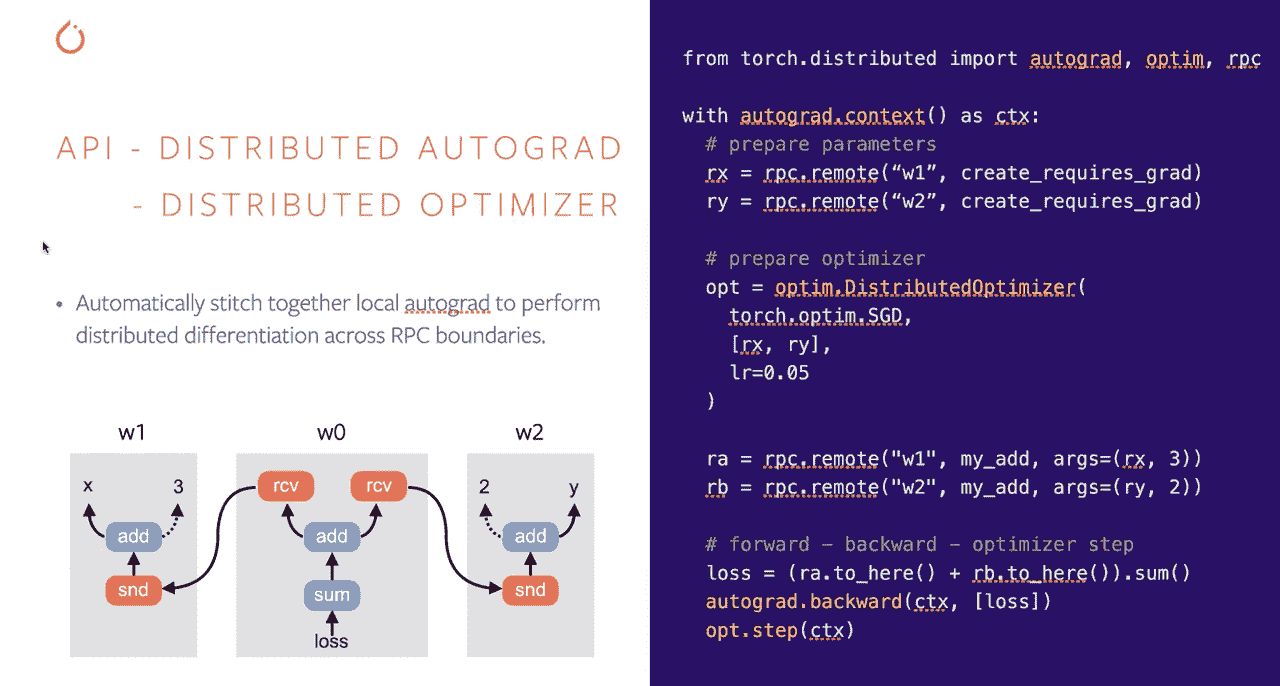 API - DISTRIBUTED AUTOGRAD
- DISTRIBUTED OPTIMIZER
• Automatically stitch together local autograd to perform
distributed differentiation across RPC boundaries.
w1
w0
w2
x
3
rcv
rcv
2
y
add
add
add
snd
sum
snd
loss
from torch.distributed import autograd, optim, rpc
with autograd.context() as ctx:
# prepare parameters
rx = rpc.remote(“w1”, create_requires_grad)
ry = rpc.remote(“w2”, create_requires_grad)
# prepare optimizer
opt = optim.DistributedOptimizer(
torch.optim.SGD,
[rx, ry],
lr=0.05
)
ra = rpc.remote("w1", my_add, args=(rx, 3))
rb = rpc.remote("w2", my_add, args=(ry, 2))
# forward – backward – optimizer step
loss = (ra.to_here() + rb.to_here()).sum()
autograd.backward(ctx, [loss])
opt.step(ctx)